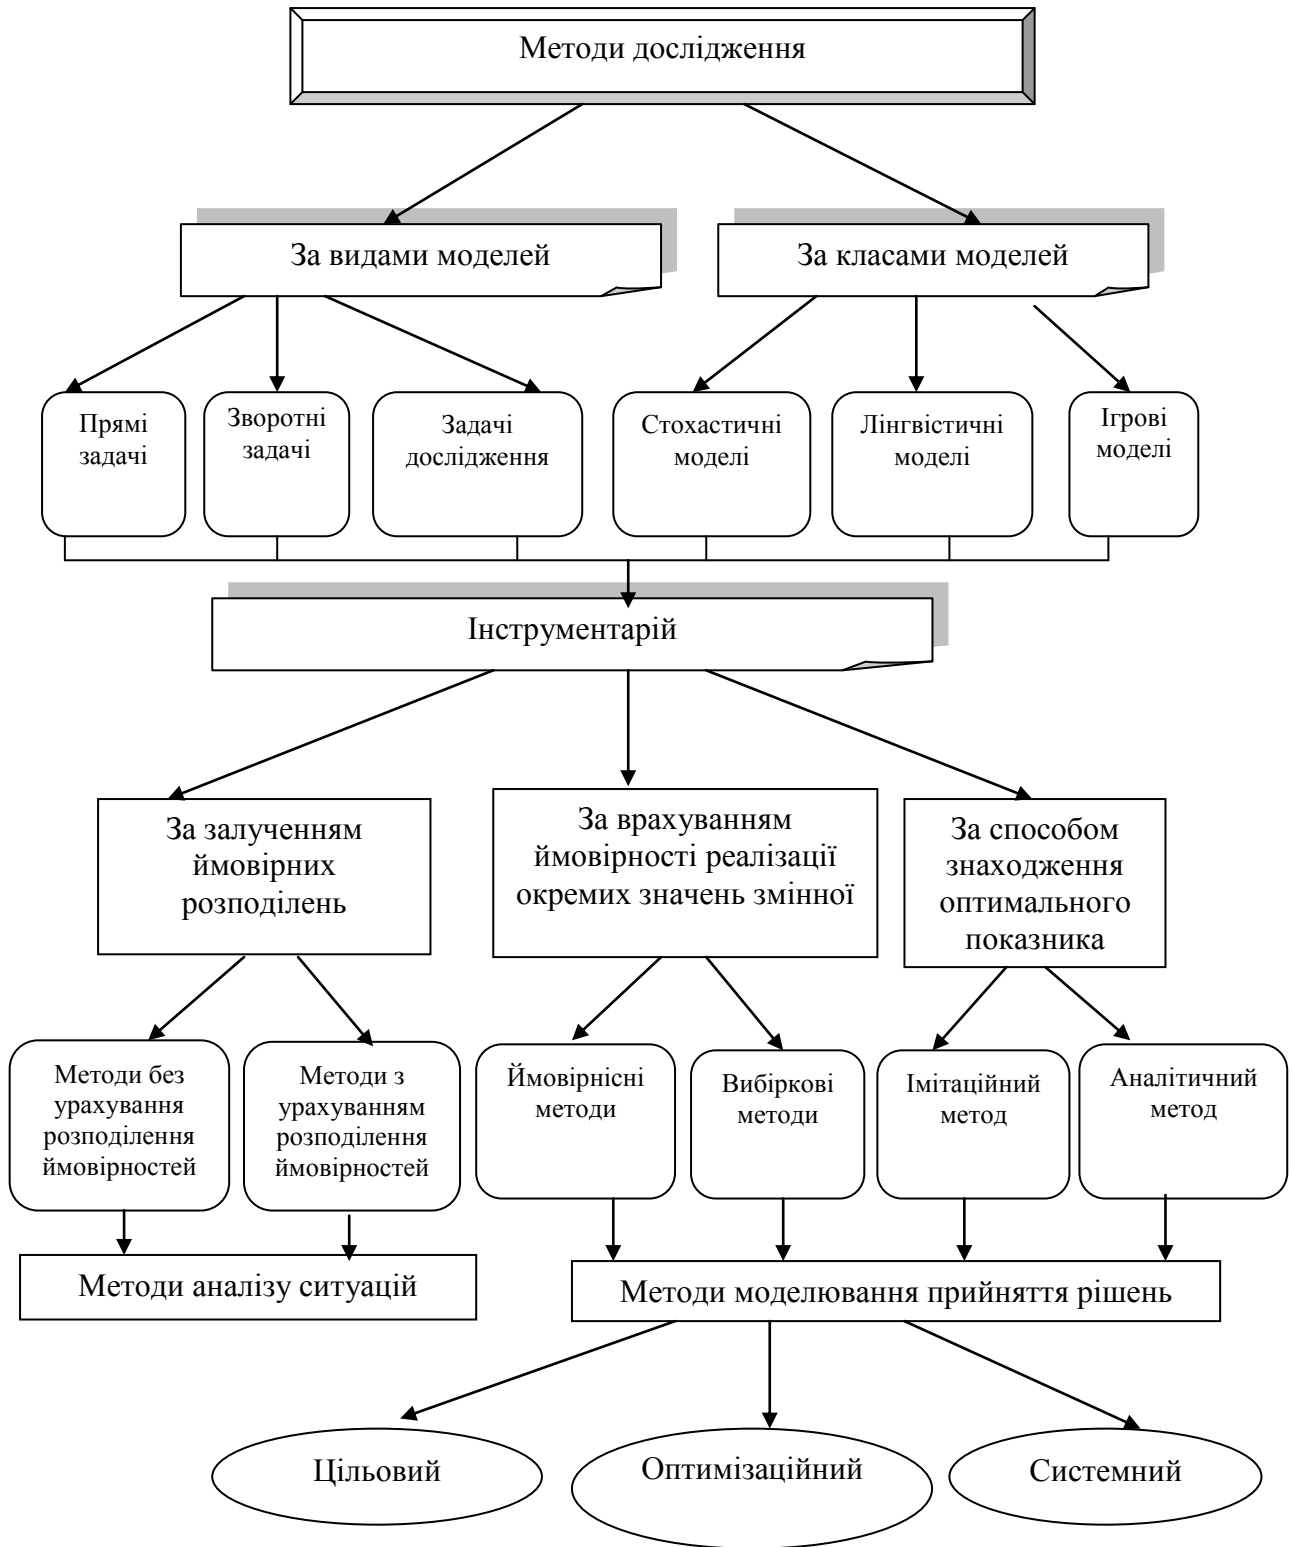 Методи дослідження
За видами моделей
За класами моделей
Прямі
задачі
Зворотні
задачі
Задачі
дослідження
Стохастичні
моделі
Лінгвістичні
моделі
Ігрові
моделі
Інструментарій
За залученням
ймовірних
розподілень
За врахуванням
ймовірності реалізації
окремих значень змінної
За способом
знаходження
оптимального
показника
Методи без
урахування
розподілення
ймовірностей
Методи з
урахуванням
розподілення
ймовірностей
Ймовірнісні
методи
Вибіркові
методи
Імітаційний
метод
Аналітичний
метод
Методи аналізу ситуацій
Методи моделювання прийняття рішень
Цільовий
Оптимізаційний
Системний